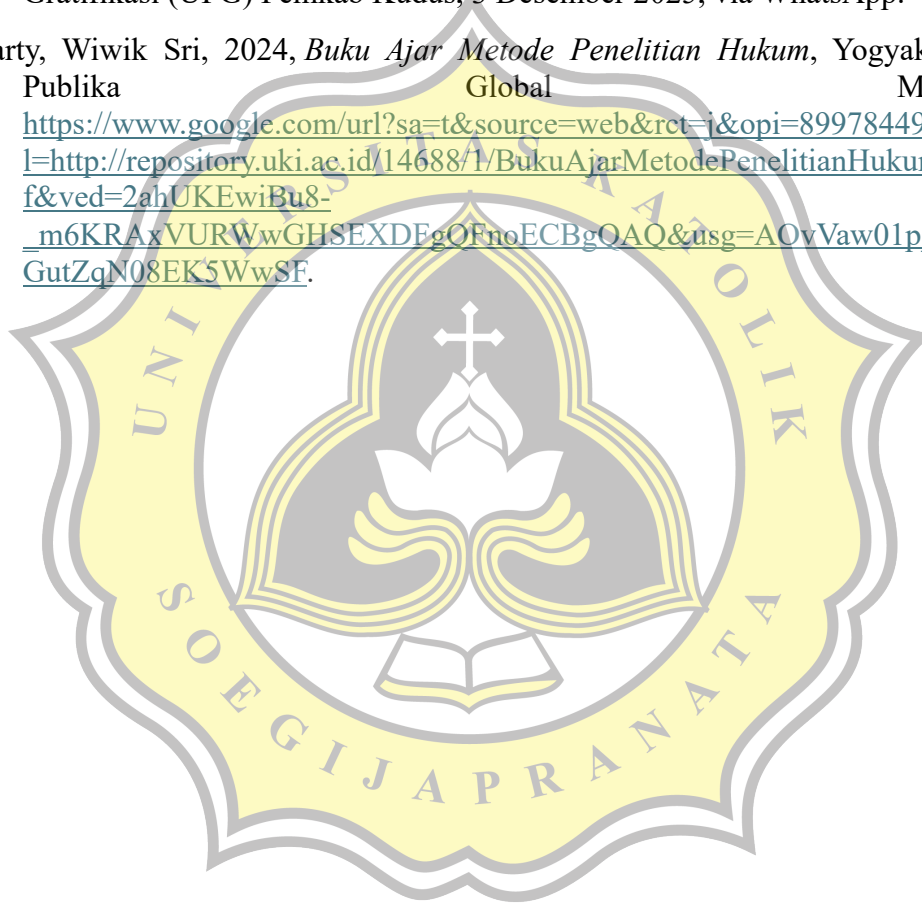 Gratifikasi (UPG) Pemkab Kudus, 5 Desember 2025, via WhatsApp.
arty, Wiwik Sri, 2024, Buku Ajar Metode Penelitian Hukum, Yogyak
Publika Global M
https://www.google.com/url?sa=t&source=web&rct=j&opi=89978449
l=http://repository.uki.ac.id/14688/1/BukuAjarMetodePenelitianHukur
f&ved=2ahUKEwiBu8-
_m6KRAxVURWwGHSEXDFgQFnoECBgQAQ&usg=AOvVaw01p
GutZqN08EK5WwSF.
UNIVERSITAS KATOLIK
SOEGIJAPRANATA